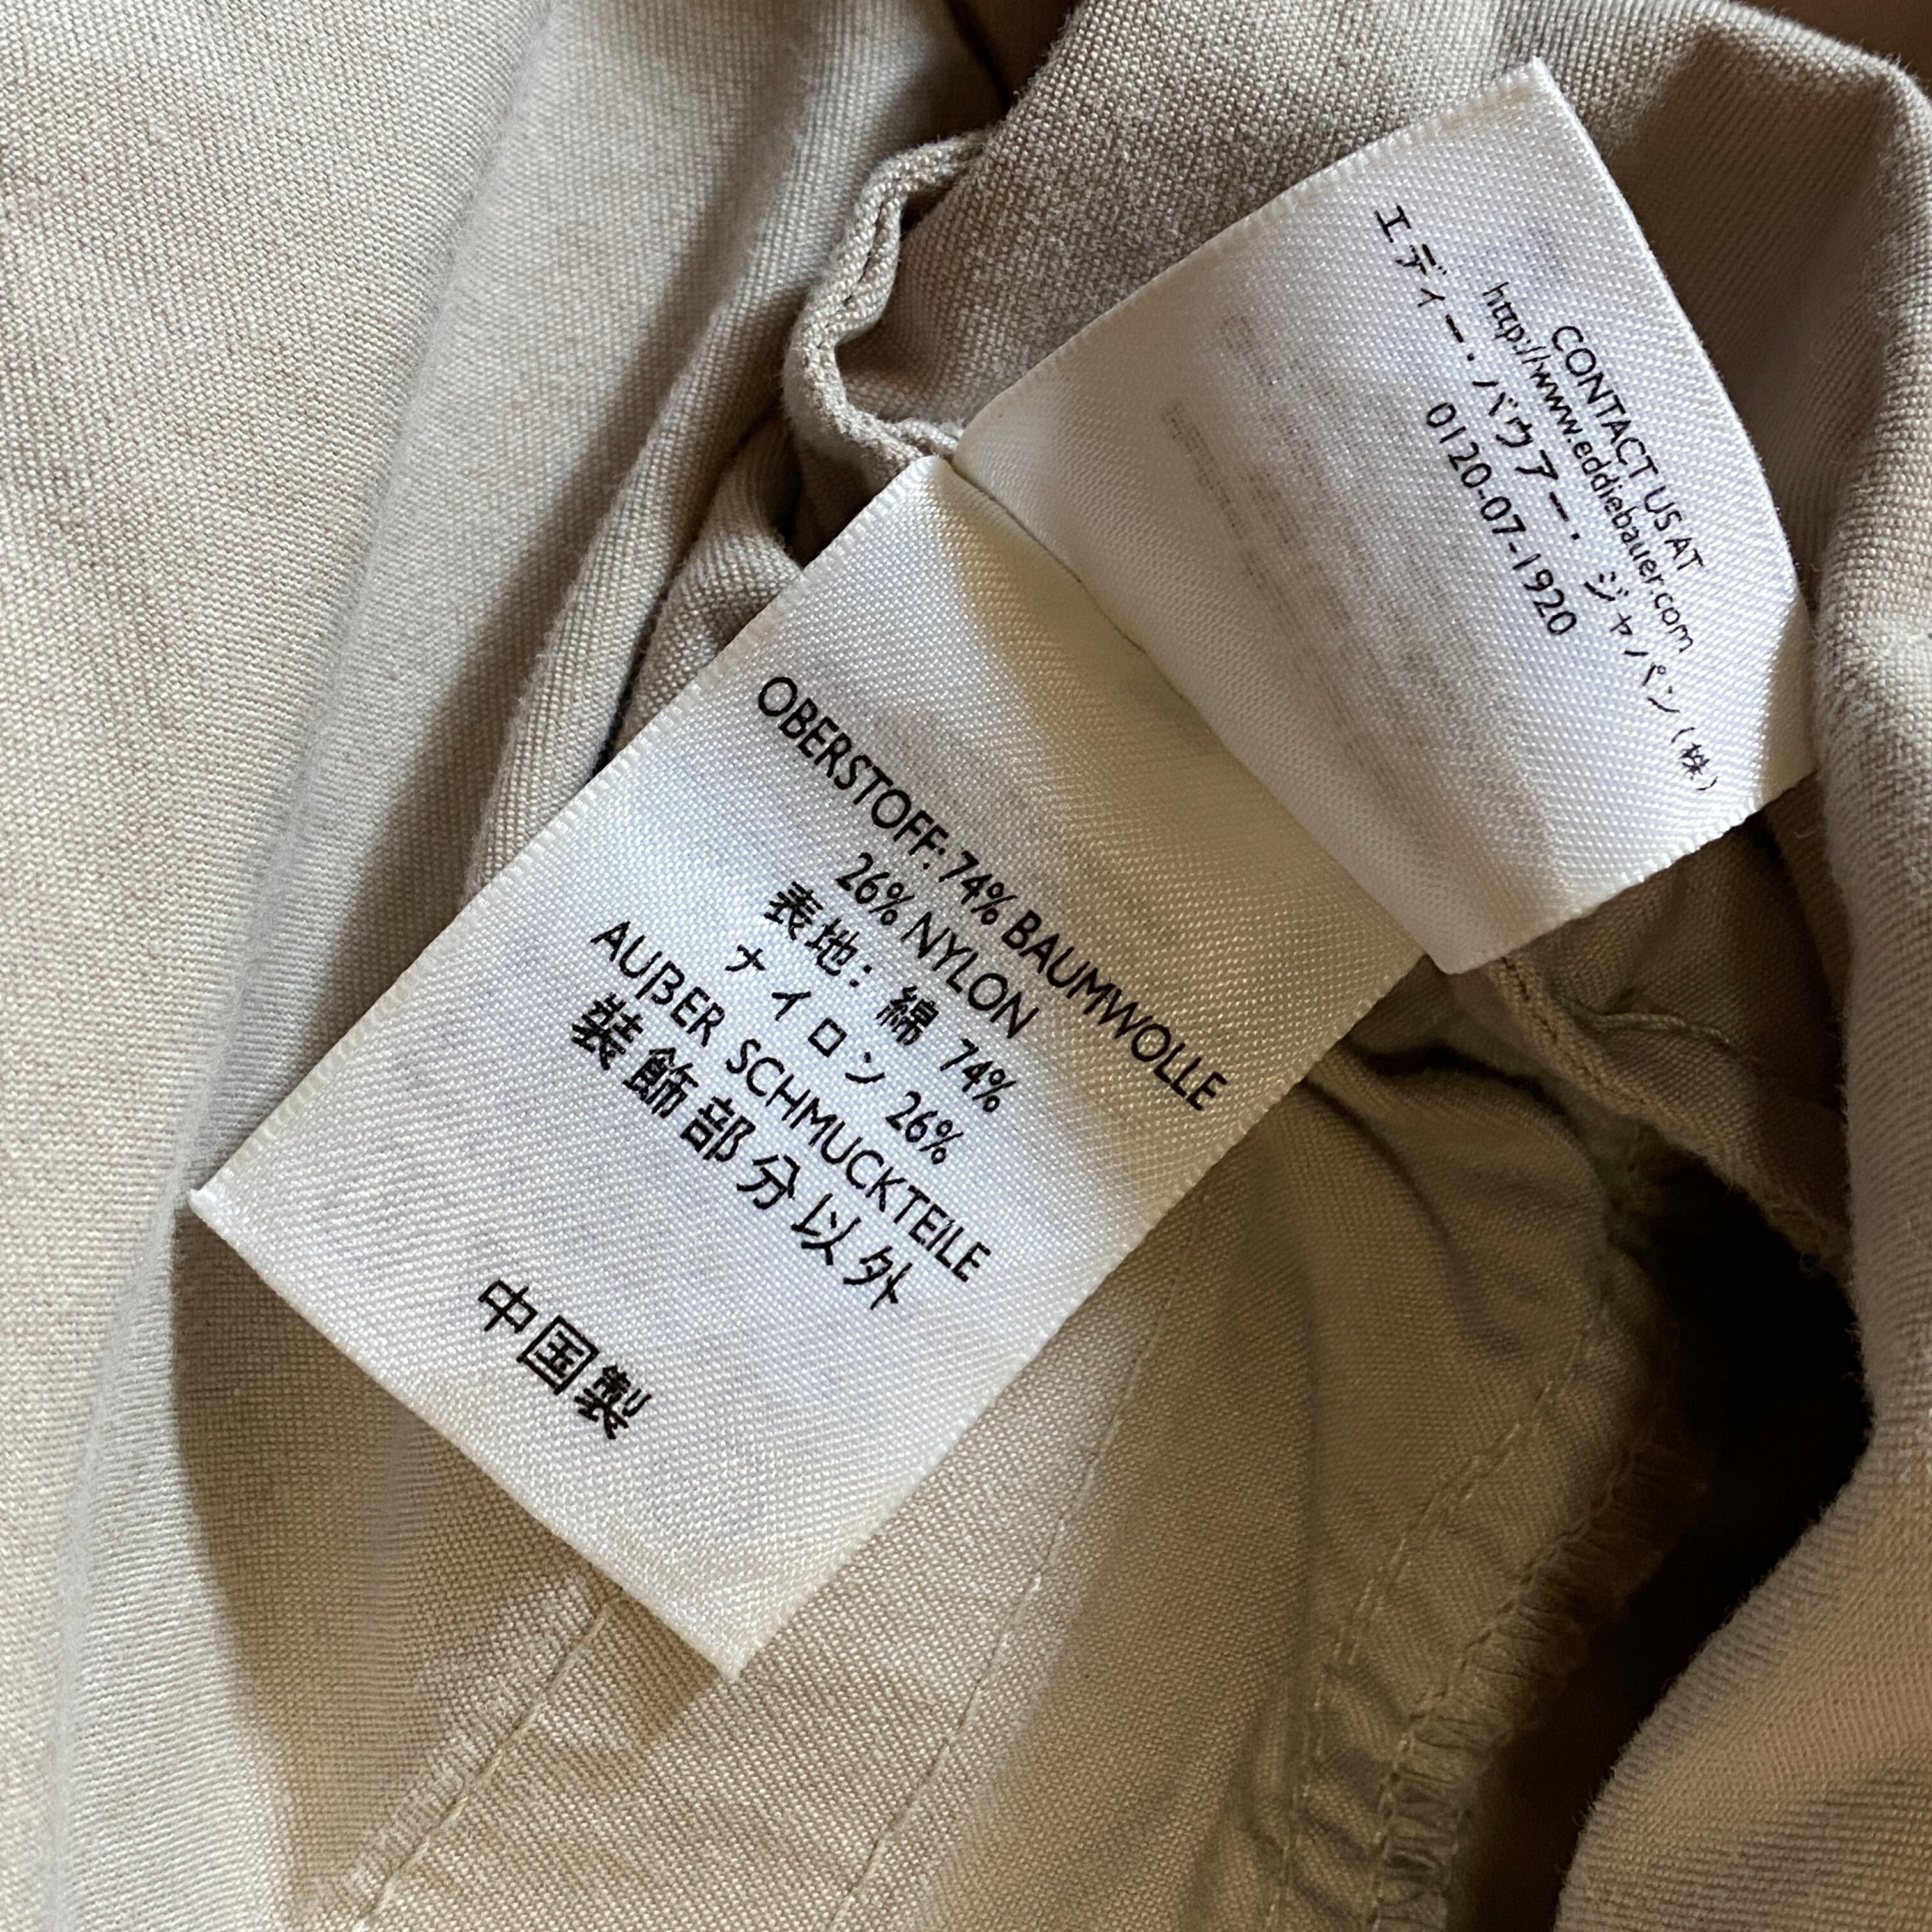 CONTACT US AT
http://www.eddiebauer.com
エディー・バウアー・ジャパン(株)
0120-07-1920
OBERSTOFF: 74% BAUMWOLLE
26% NYLON
表地: 綿 74%
ナイロン 26%
AUßER SCHMUCKTEILE
装飾部分以外
中国製